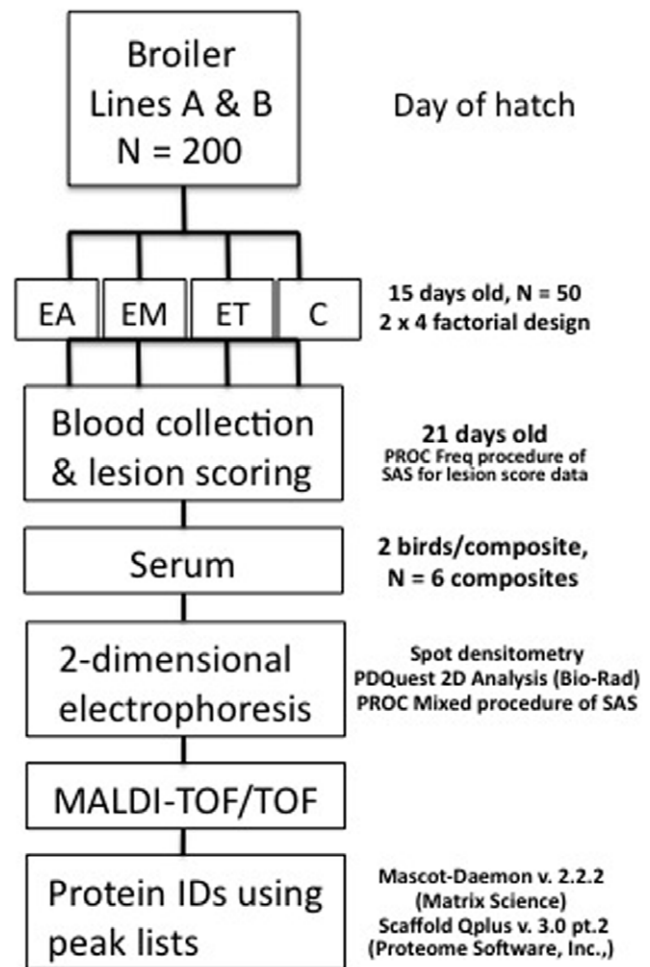 Broiler
Lines A & B
N = 200
Day of hatch
EA
EM
ET
C
15 days old, N = 50
2 x 4 factorial design
Blood collection
& lesion scoring
21 days old
PROC Freq procedure of
SAS for lesion score data
Serum
2 birds/composite,
N = 6 composites
2-dimensional
electrophoresis
Spot densitometry
PDQuest 2D Analysis (Bio-Rad)
PROC Mixed procedure of SAS
MALDI-TOF/TOF
Protein IDs using
peak lists
Mascot-Daemon v. 2.2.2
(Matrix Science)
Scaffold Qplus v. 3.0 pt.2
(Proteome Software, Inc.,)